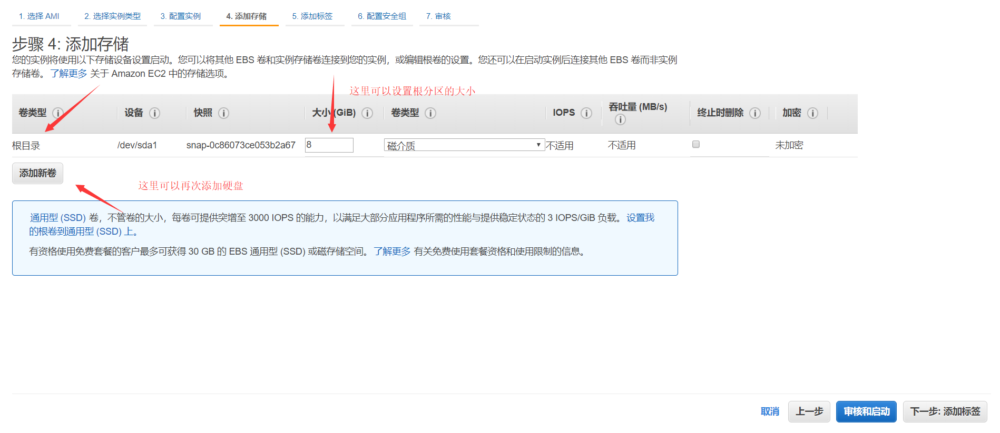 1. 选择 AMI 2. 选择实例类型 3. 配置实例 4. 添加存储 5. 添加标签 6. 配置安全组 7. 审核
步骤 4: 添加存储
您的实例将使用以下存储设备设置启动。您可以将其他 EBS 卷和实例存储卷连接到您的实例，或编辑根卷的设置。您还可以在启动实例后连接其他 EBS 卷而非实例
存储卷。了解更多 关于 Amazon EC2 中的存储选项。
这里可以设置根分区的大小
卷类型 设备 快照 大小 (GiB) 卷类型 IOPS 吞吐量 (MB/s) 终止时删除 加密
根目录 /dev/sda1 snap-0c86073ce053b2a67 8 磁介质 不适用 不适用 未加密
添加新卷
这里可以再次添加硬盘
通用型 (SSD) 卷，不管卷的大小，每卷可提供突增至 3000 IOPS 的能力，以满足大部分应用程序所需的性能与提供稳定状态的 3 IOPS/GiB 负载。设置我
的根卷到通用型 (SSD) 上。
有资格使用免费套餐的客户最多可获得 30 GB 的 EBS 通用型 (SSD) 或磁存储空间。了解更多 有关免费使用套餐资格和使用限制的信息。
取消 上一步 审核和启动 下一步: 添加标签